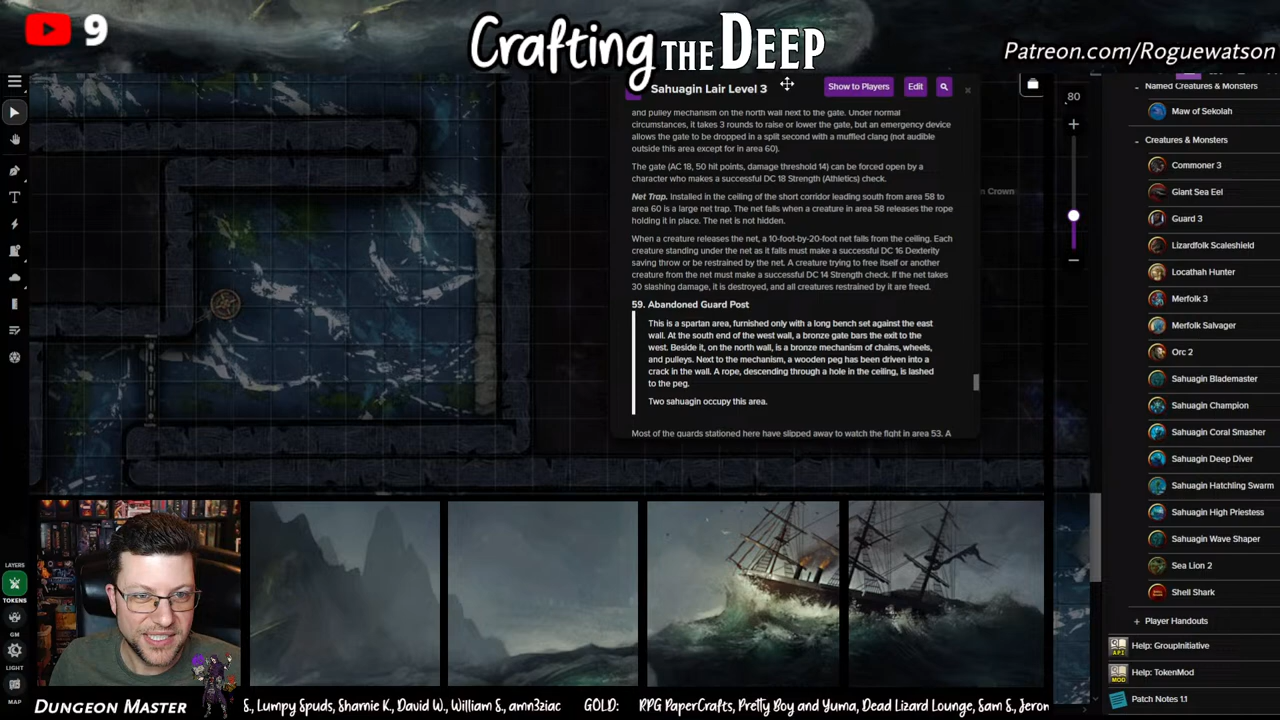 9
Crafting THE DEEP
Patreon.com/Roguewatson
Sahuagin Lair Level 3
Show to Players
Edit
and pulley mechanism on the north wall next to the gate. Under normal
circumstances, it takes 3 rounds to raise or lower the gate, but an emergency device
allows the gate to be dropped in a split second with a muffled clang (not audible
outside this area except for in area 60).
The gate (AC 18, 50 hit points, damage threshold 14) can be forced open by a
character who makes a successful DC 18 Strength (Athletics) check.
Net Trap. Installed in the ceiling of the short corridor leading south from area 58 to
area 60 is a large net trap. The net falls when a creature in area 58 releases the rope
holding it in place. The net is not hidden.
When a creature releases the net, a 10-foot-by-20-foot net falls from the ceiling. Each
creature standing under the net as it falls must make a successful DC 16 Dexterity
saving throw or be restrained by the net. A creature trying to free itself or another
creature from the net must make a successful DC 14 Strength check. If the net takes
30 slashing damage, it is destroyed, and all creatures restrained by it are freed.
59. Abandoned Guard Post
This is a spartan area, furnished only with a long bench set against the east
wall. At the south end of the west wall, a bronze gate bars the exit to the
west. Beside it, on the north wall, is a bronze mechanism of chains, wheels,
and pulleys. Next to the mechanism, a wooden peg has been driven into a
crack in the wall. A rope, descending through a hole in the ceiling, is lashed
to the peg.
Two sahuagin occupy this area.
Most of the guards stationed here have slipped away to watch the fight in area 53. A
n Crown
80
Named Creatures & Monsters
Maw of Sekolah
Creatures & Monsters
Commoner 3
Giant Sea Eel
Guard 3
Lizardfolk Scaleshield
Locathah Hunter
Merfolk 3
Merfolk Salvager
Orc 2
Sahuagin Blademaster
Sahuagin Champion
Sahuagin Coral Smasher
Sahuagin Deep Diver
Sahuagin Hatchling Swarm
Sahuagin High Priestess
Sahuagin Wave Shaper
Sea Lion 2
Shell Shark
Player Handouts
Help: GroupInitiative
Help: TokenMod
Patch Notes 1.1
LAYERS
TOKENS
GM
LIGHT
MAP
API
MOD
DUNGEON MASTER
S, Lumpy Spuds, Shamie K, David W., William S, amn3ziac GOLD: RPG PaperCrafts, Pretty Boy and Yuma, Dead Lizard Lounge, Sam S, Jeron